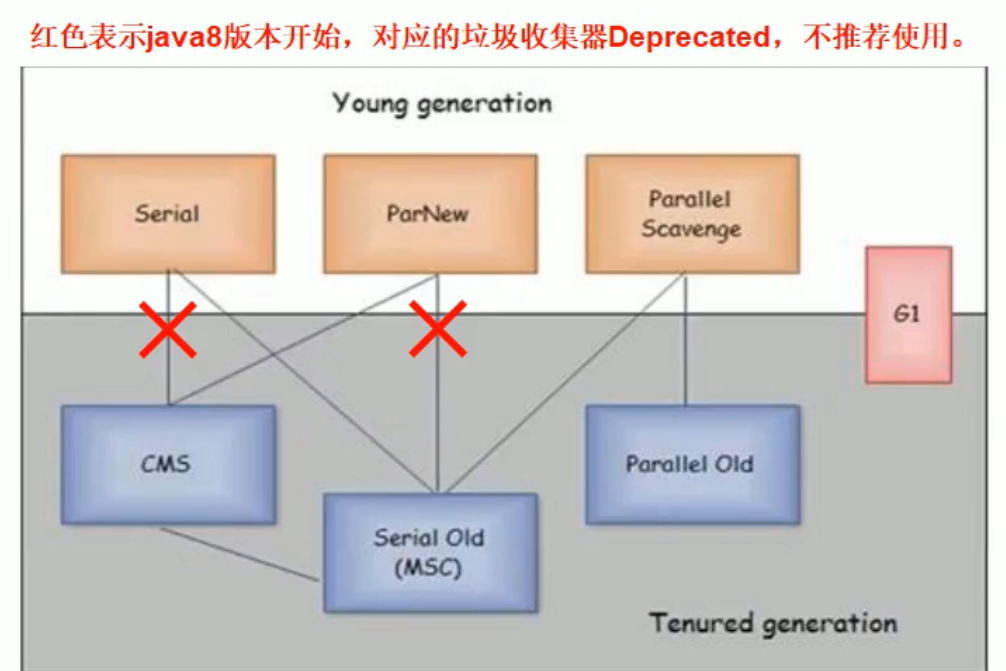 红色表示java8版本开始，对应的垃圾收集器Deprecated，不推荐使用。
Young generation
Serial
ParNew
Parallel
Scavenge
G1
CMS
Serial Old
(MSC)
Parallel Old
Tenured generation